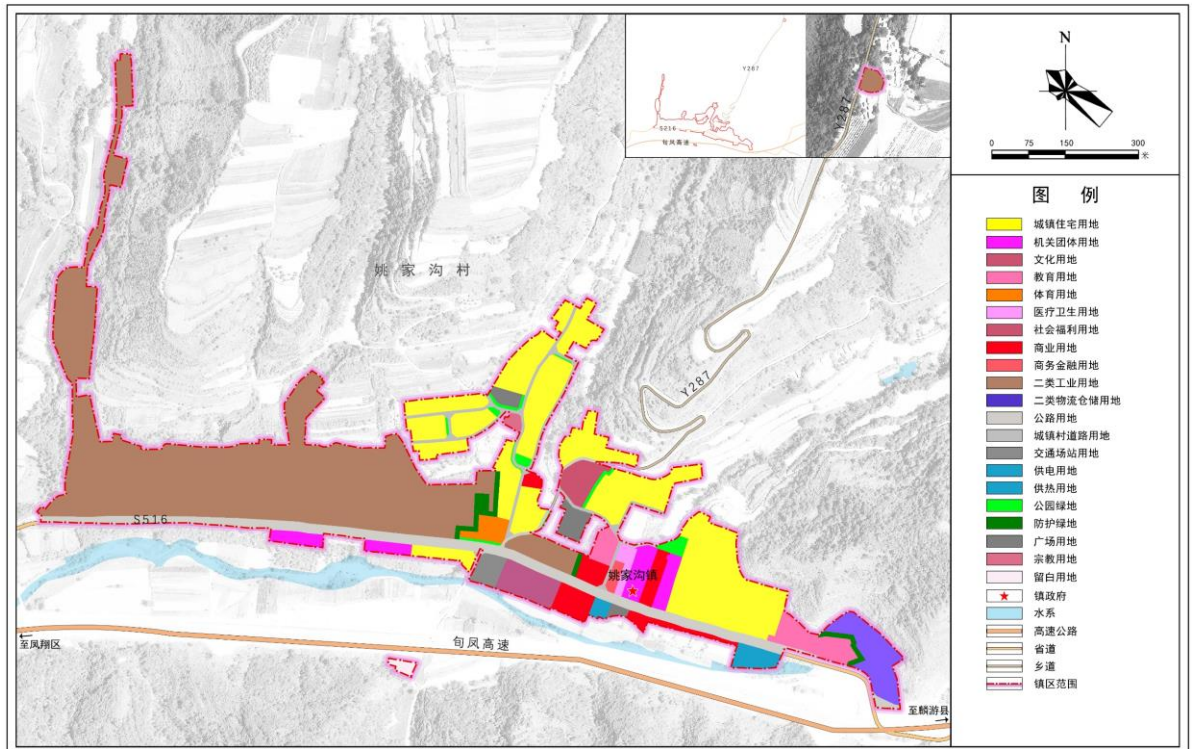 Y287
S216
旬凤高速
Y287
N
0 75 150 300
米
姚家沟村
Y287
S516
姚家沟镇
旬凤高速
至凤翔区
至麟游县
图 例
城镇住宅用地
机关团体用地
文化用地
教育用地
体育用地
医疗卫生用地
社会福利用地
商业用地
商务金融用地
二类工业用地
二类物流仓储用地
公路用地
城镇村道路用地
交通场站用地
供电用地
供热用地
公园绿地
防护绿地
广场用地
宗教用地
留白用地
镇政府
水系
高速公路
省道
乡道
镇区范围